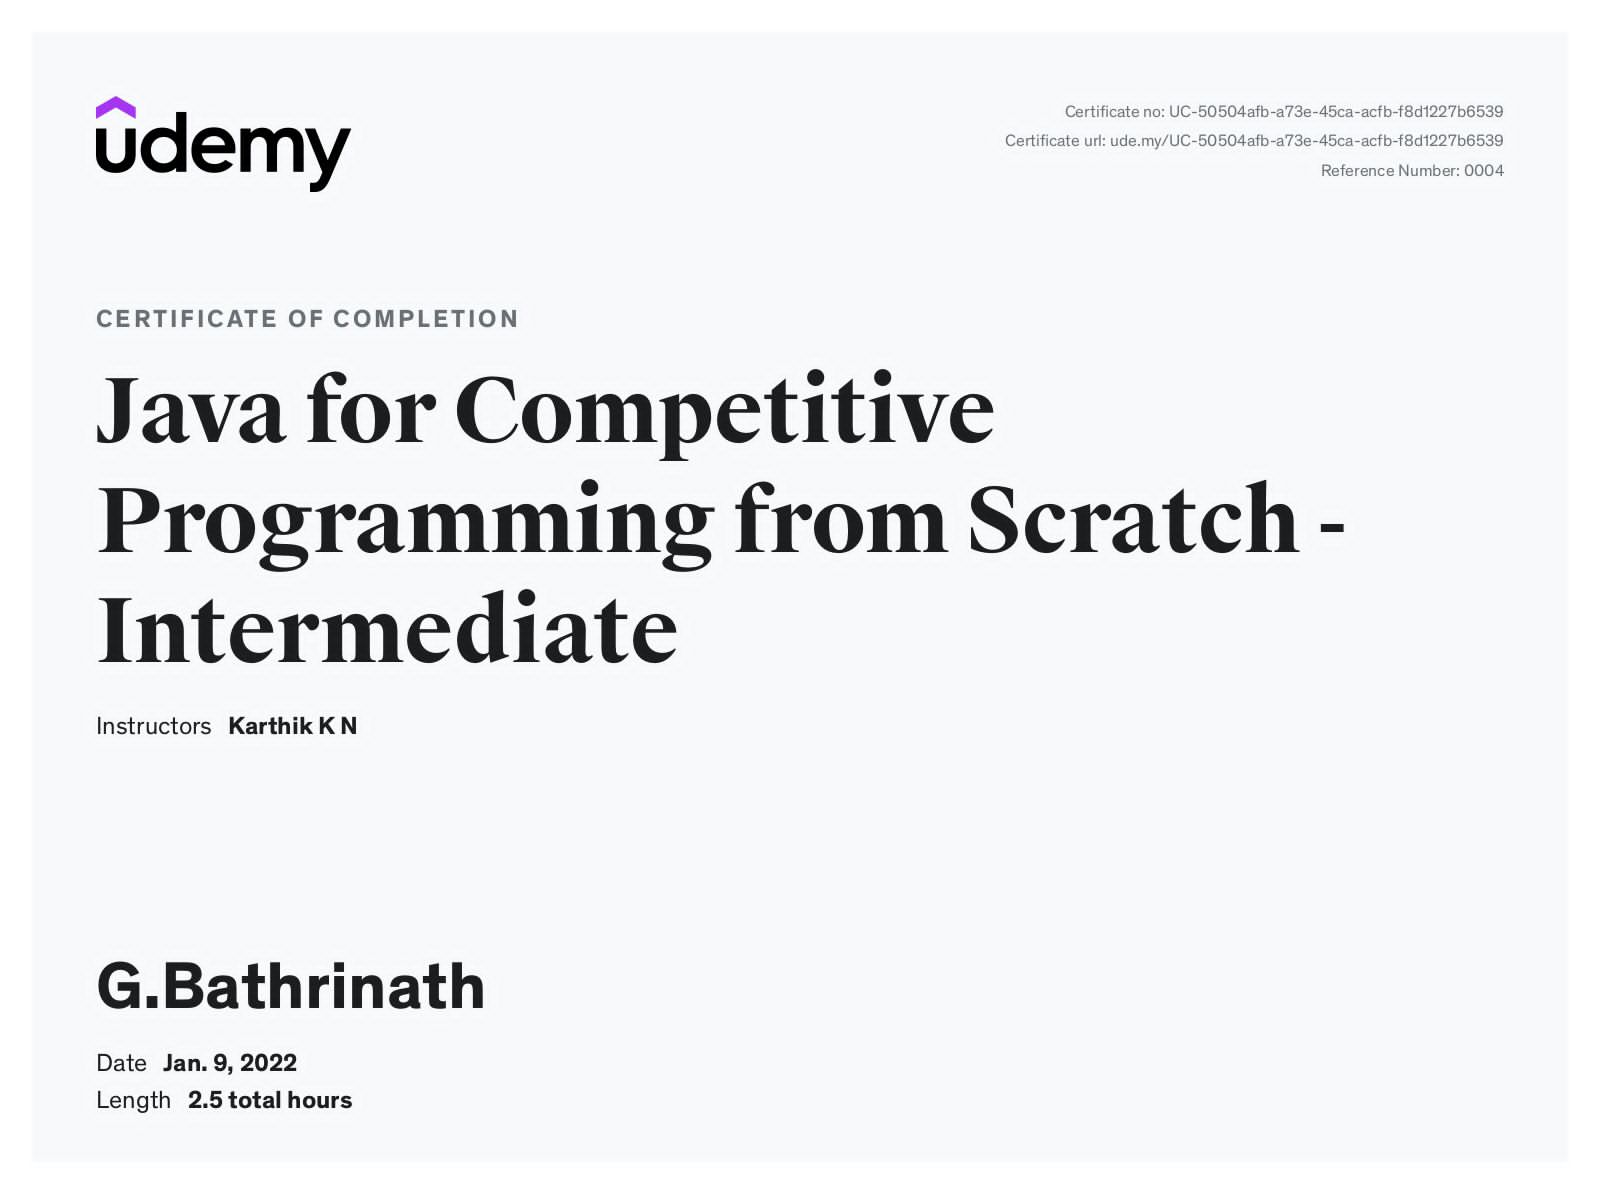 udemy
Certificate no: UC-50504afb-a73e-45ca-acfb-f8d1227b6539
Certificate url: ude.my/UC-50504afb-a73e-45ca-acfb-f8d1227b6539
Reference Number: 0004
CERTIFICATE OF COMPLETION
Java for Competitive
Programming from Scratch -
Intermediate
Instructors Karthik K N
G.Bathrinath
Date Jan. 9, 2022
Length 2.5 total hours